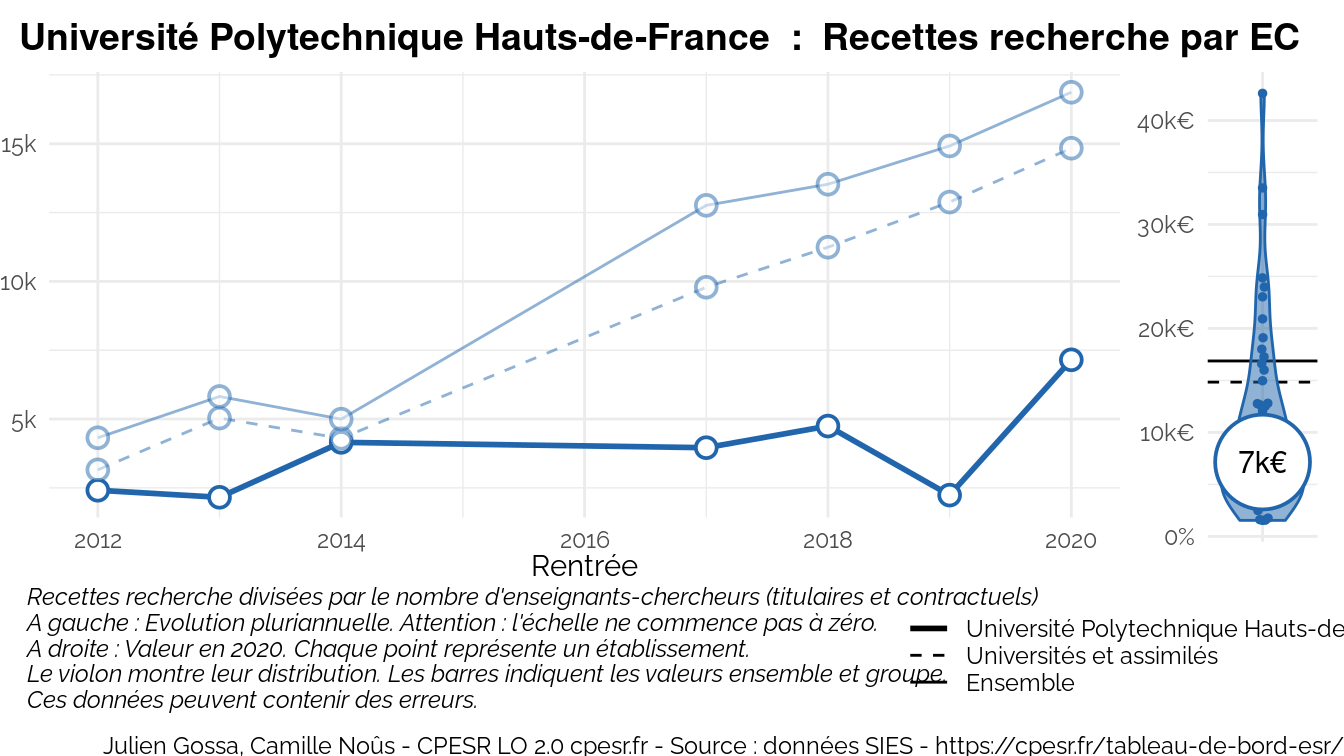 Université Polytechnique Hauts-de-France : Recettes recherche par EC
15k
10k
5k
2012 2014 2016 2018 2020
Rentrée
40k€
30k€
20k€
10k€
0%
7k€
Recettes recherche divisées par le nombre d'enseignants-chercheurs (titulaires et contractuels)
A gauche : Evolution pluriannuelle. Attention : l'échelle ne commence pas à zéro.
A droite : Valeur en 2020. Chaque point représente un établissement.
Le violon montre leur distribution. Les barres indiquent les valeurs ensemble et groupe.
Ces données peuvent contenir des erreurs.
Université Polytechnique Hauts-de
Universités et assimilés
Ensemble
Julien Gossa, Camille Noûs - CPESR LO 2.0 cpesr.fr - Source : données SIES - https://cpesr.fr/tableau-de-bord-esr/